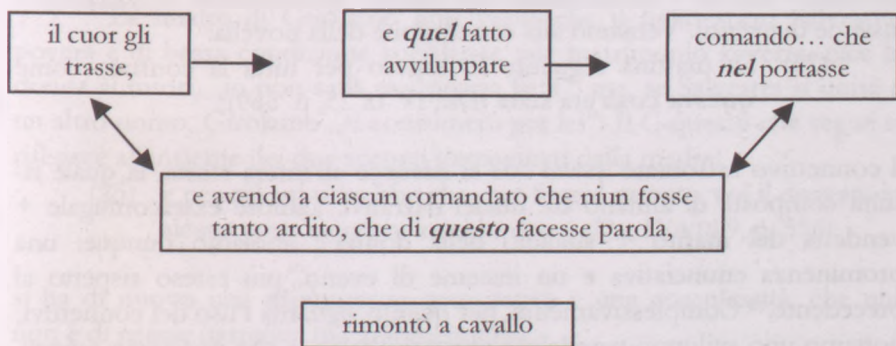 il cuor gli
trasse,
e quel fatto
avviluppare
comandò…che
nel portasse
e avendo a ciascun comandato che niun fosse
tanto ardito, che di questo facesse parola,
rimontò a cavallo